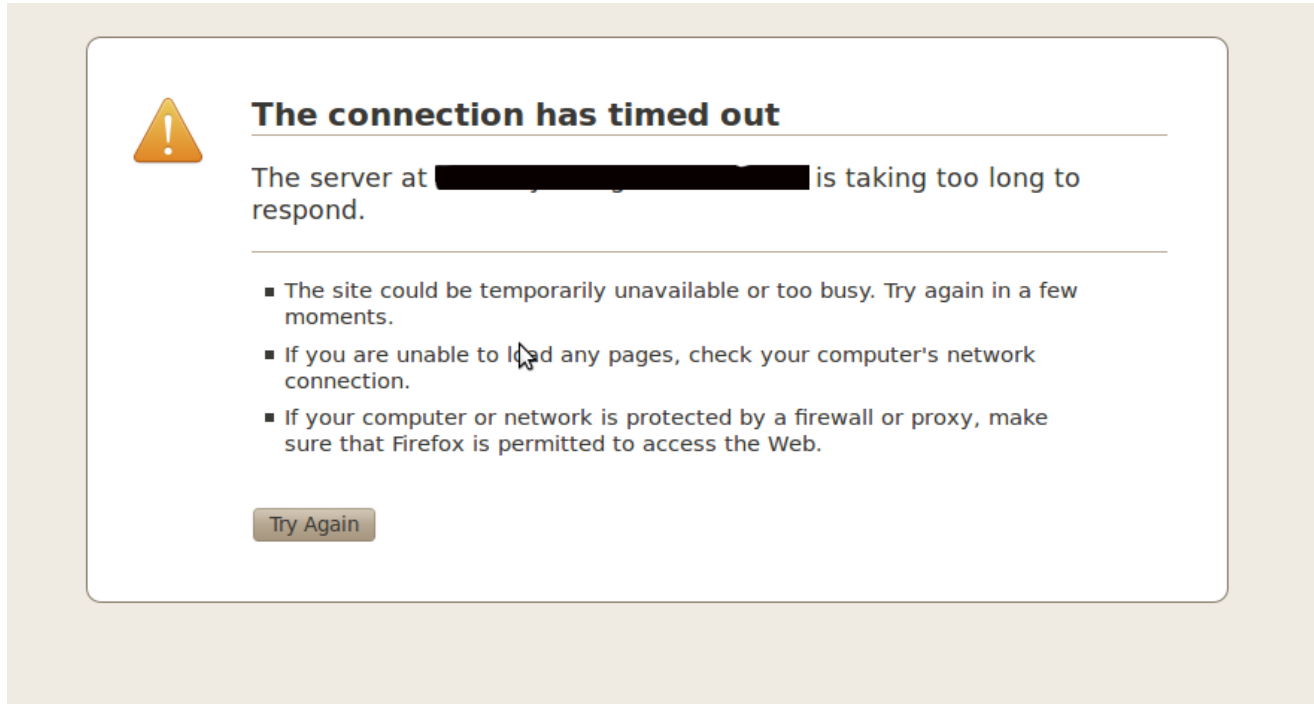 The connection has timed out
The server at is taking too long to
respond.
The site could be temporarily unavailable or too busy. Try again in a few
moments.
If you are unable to load any pages, check your computer's network
connection.
If your computer or network is protected by a firewall or proxy, make
sure that Firefox is permitted to access the Web.
Try Again